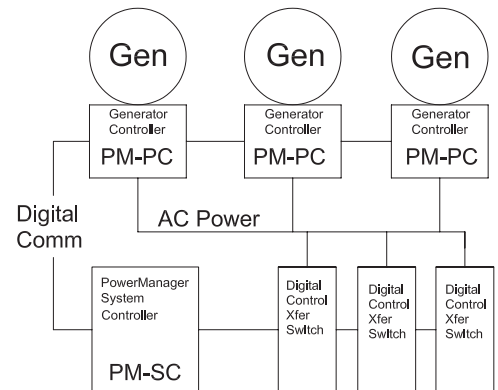 Gen
Gen
Gen
Generator
Controller
PM-PC
Generator
Controller
PM-PC
Generator
Controller
PM-PC
Digital
Comm
AC Power
PowerManager
System
Controller
PM-SC
Digital
Control
Xfer
Switch
Digital
Control
Xfer
Switch
Digital
Control
Xfer
Switch